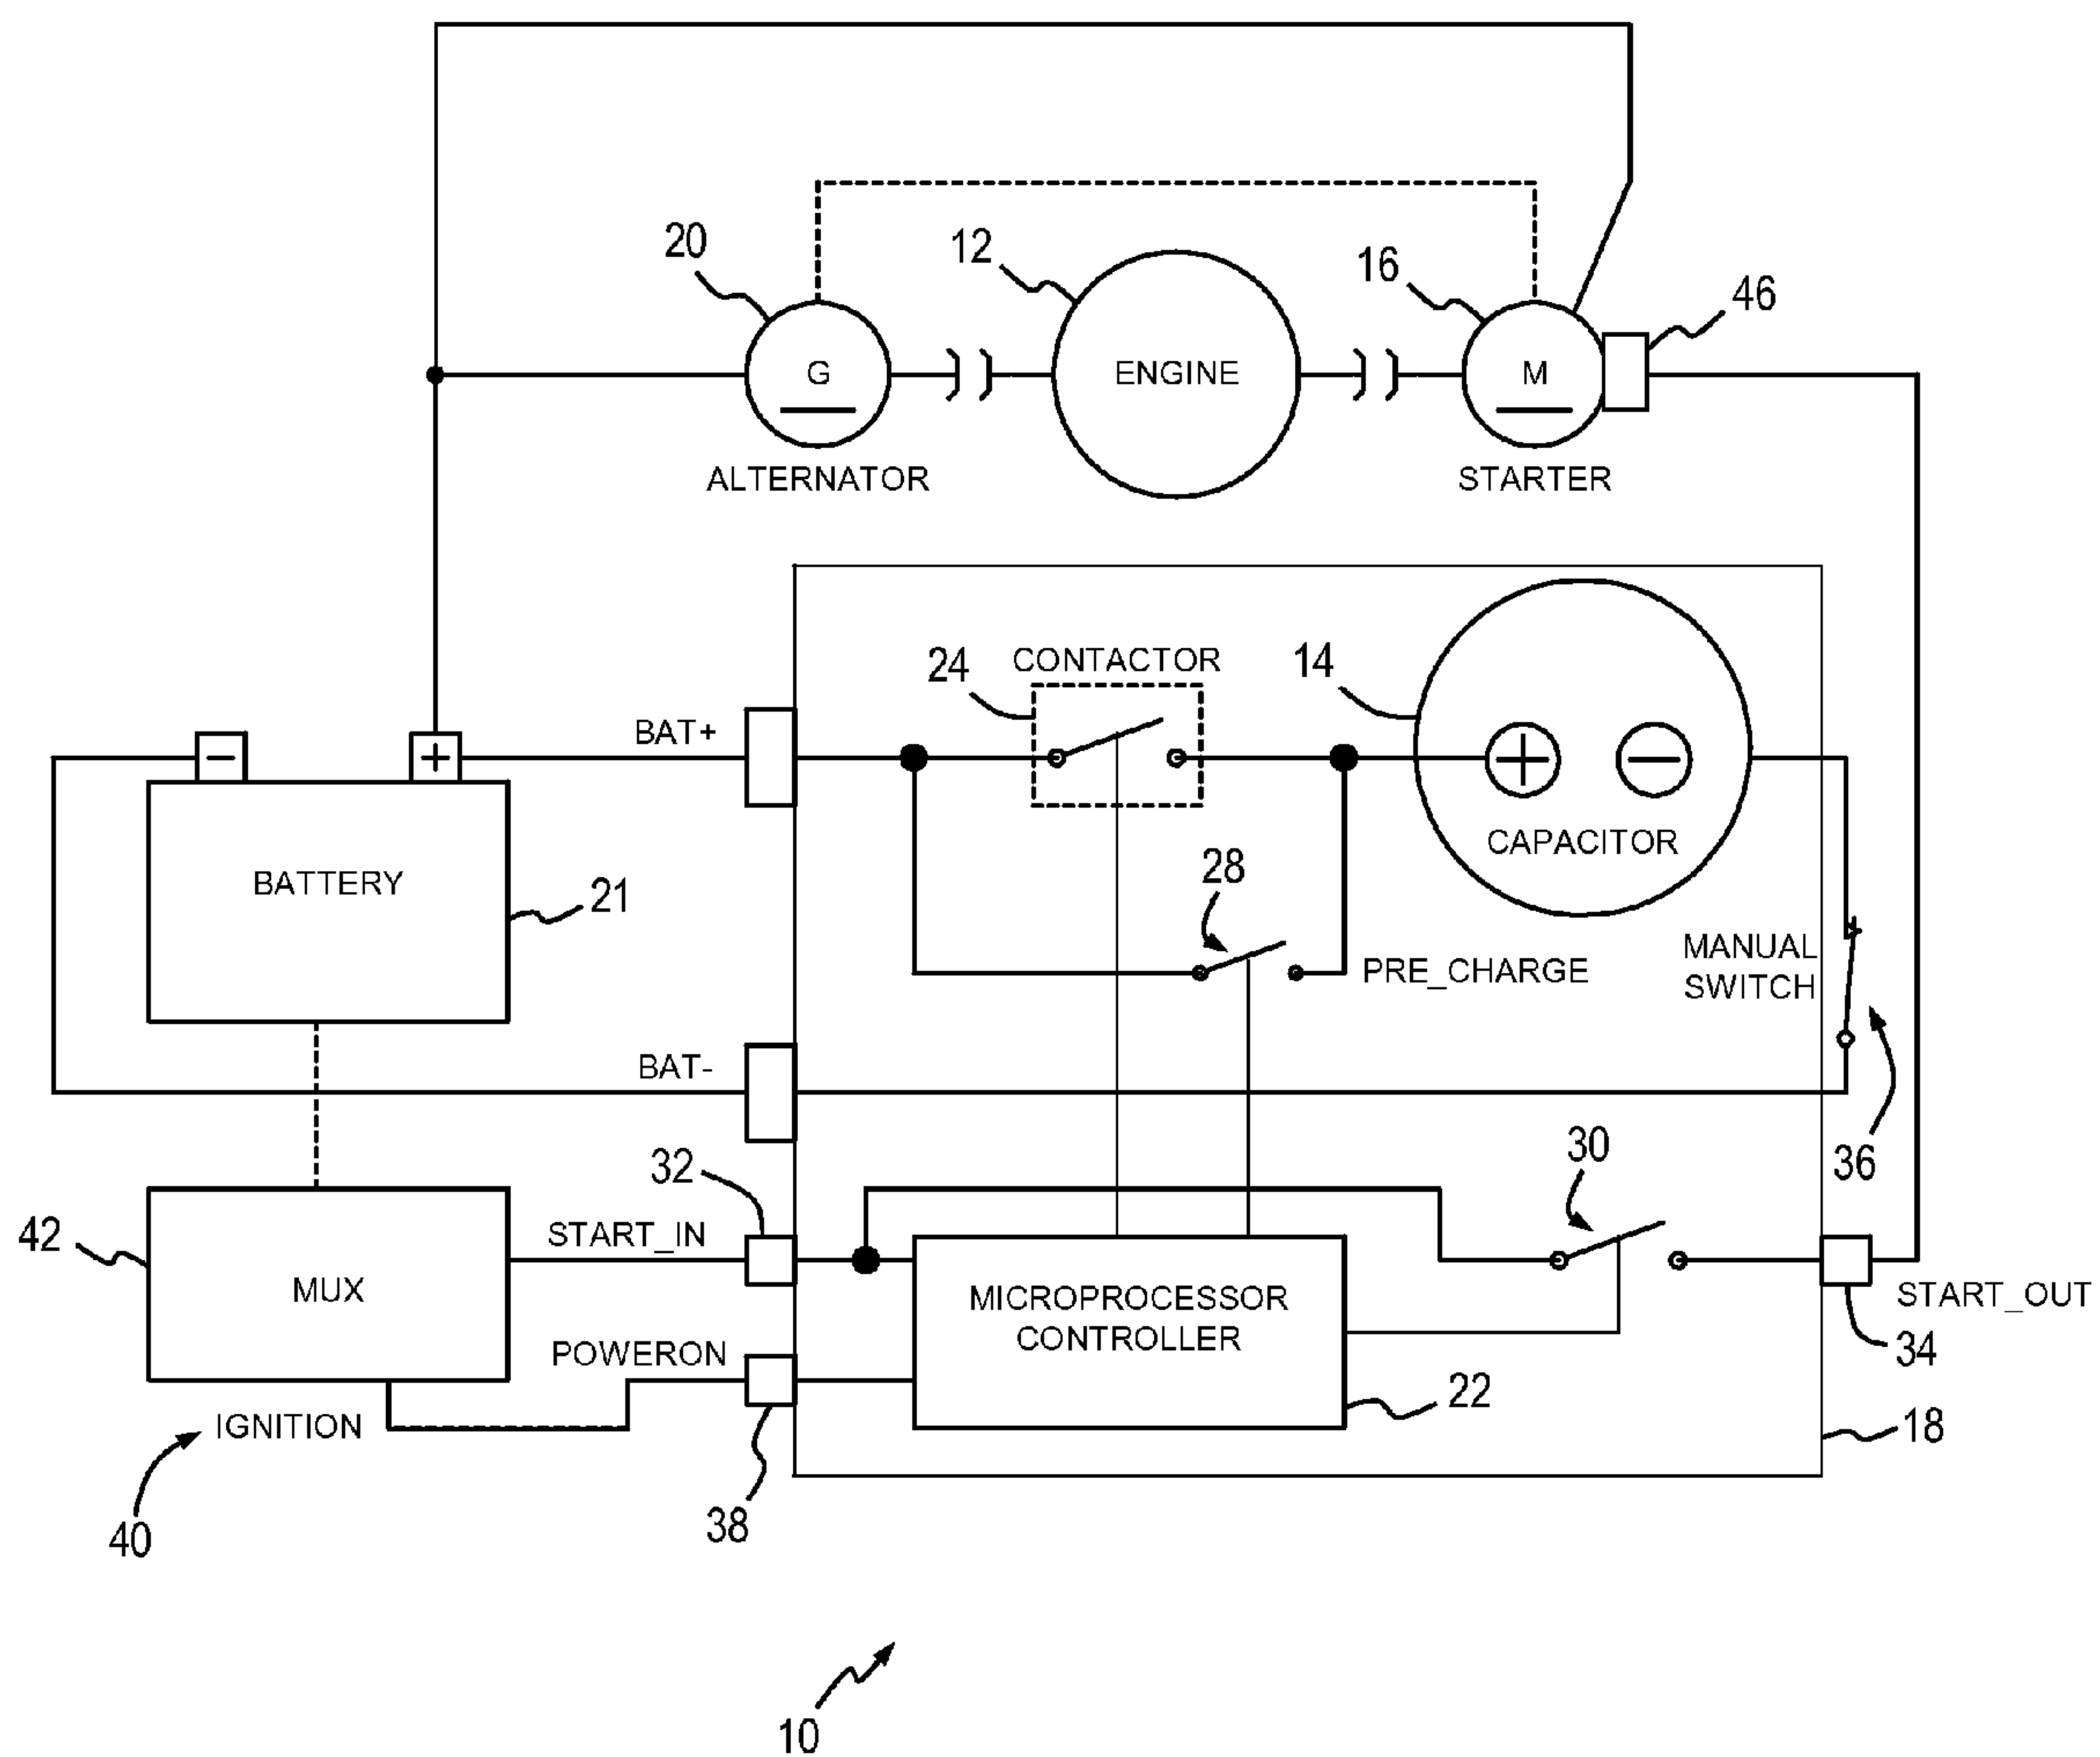 20
12
16
46
G
ENGINE
M
ALTERNATOR
STARTER
24
CONTACTOR
14
BAT+
−
+
+
−
CAPACITOR
BATTERY
21
28
PRE_CHARGE
MANUAL
SWITCH
BAT-
32
30
36
42
START_IN
MUX
MICROPROCESSOR
CONTROLLER
START_OUT
34
POWERON
22
IGNITION
18
40
38
10